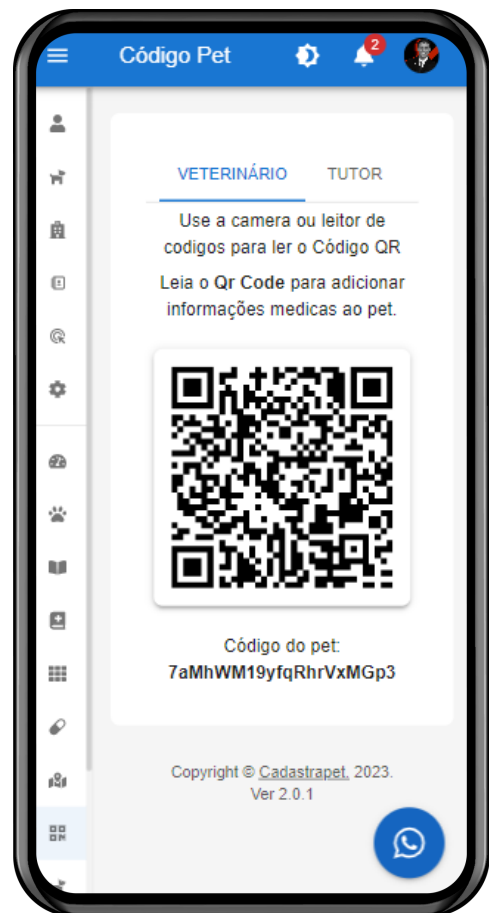 Código Pet
2
VETERINÁRIO TUTOR
Use a camera ou leitor de
codigos para ler o Código QR
Leia o Qr Code para adicionar
informações medicas ao pet.
Código do pet:
7aMhWM19yfqRhrVxMGp3
Copyright © Cadastrapet, 2023.
Ver 2.0.1